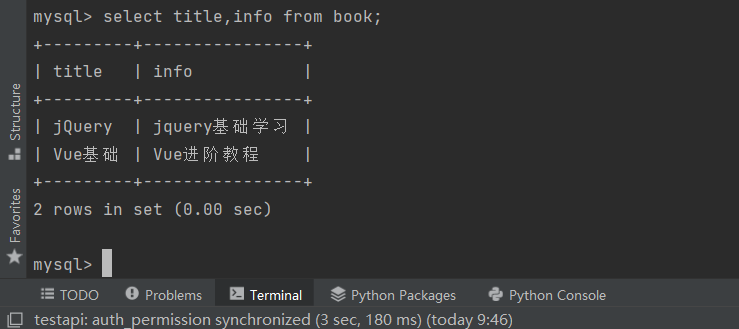 mysql> select title,info from book;
+---------+----------------+
| title   | info           |
+---------+----------------+
| jQuery  | jquery基础学习 |
| Vue基础 | Vue进阶教程    |
+---------+----------------+
2 rows in set (0.00 sec)
mysql>
Structure
Favorites
TODO Problems Terminal Python Packages Python Console
testapi: auth_permission synchronized (3 sec, 180 ms) (today 9:46)